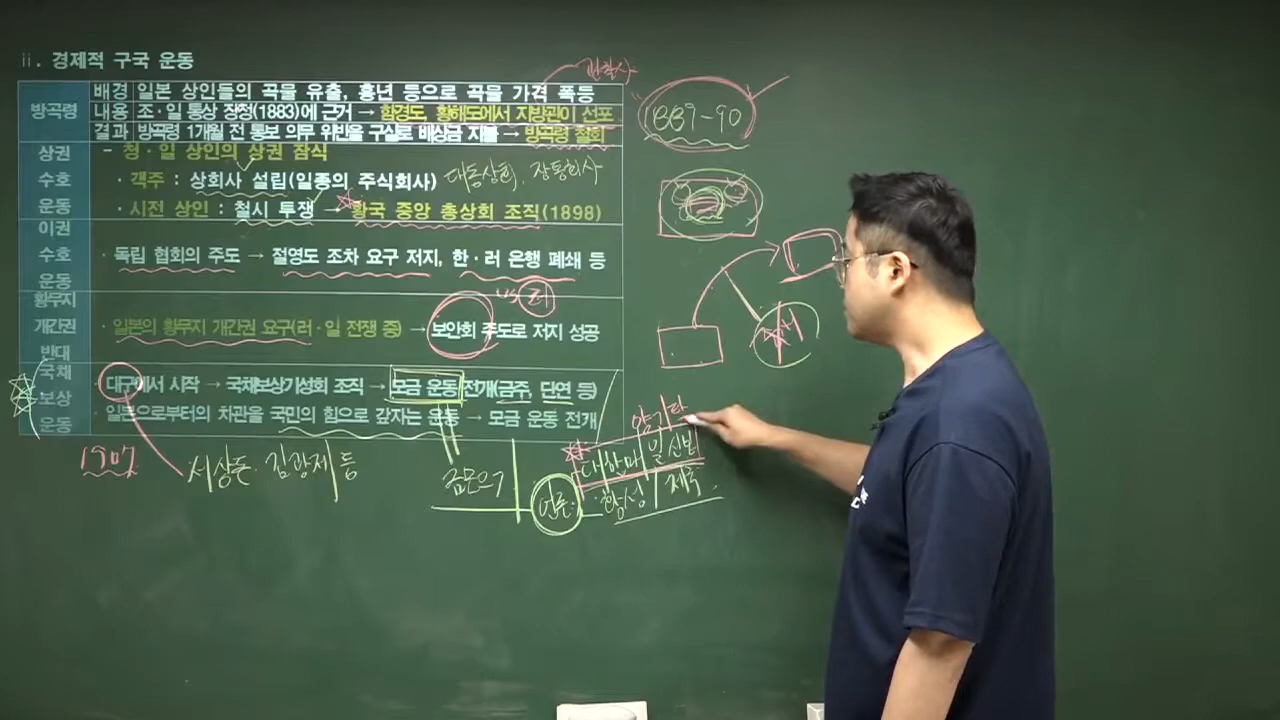 ii. 경제적 구국 운동
관찰사
방곡령
배경 일본 상인들의 곡물 유출, 흉년 등으로 곡물 가격 폭등
내용 조·일 통상 장정(1883)에 근거 → 함경도, 황해도에서 지방관이 선포
결과 방곡령 1개월 전 통보 의무 위반을 구실로 배상금 지불 → 방곡령 철회
1889-90
상권 수호 운동
- 청·일 상인의 상권 잠식
· 객주 : 상회사 설립(일종의 주식회사) 대동상회, 장통회사
· 시전 상인 : 철시 투쟁 → 황국 중앙 총상회 조직(1898)
이권 수호 운동
· 독립 협회의 주도 → 절영도 조차 요구 저지, 한·러 은행 폐쇄 등
vs 러
황무지 개간권 반대
· 일본의 황무지 개간권 요구(러·일 전쟁 중) → 보안회 주도로 저지 성공
국채 보상 운동
· 대구에서 시작 → 국채보상기성회 조직 → 모금 운동 전개(금주, 단연 등)
· 일본으로부터의 차관을 국민의 힘으로 갚자는 운동 → 모금 운동 전개
양기탁
1907 서상돈. 김광제 등
금모으기
언론:
대한매일신보
황성/제국